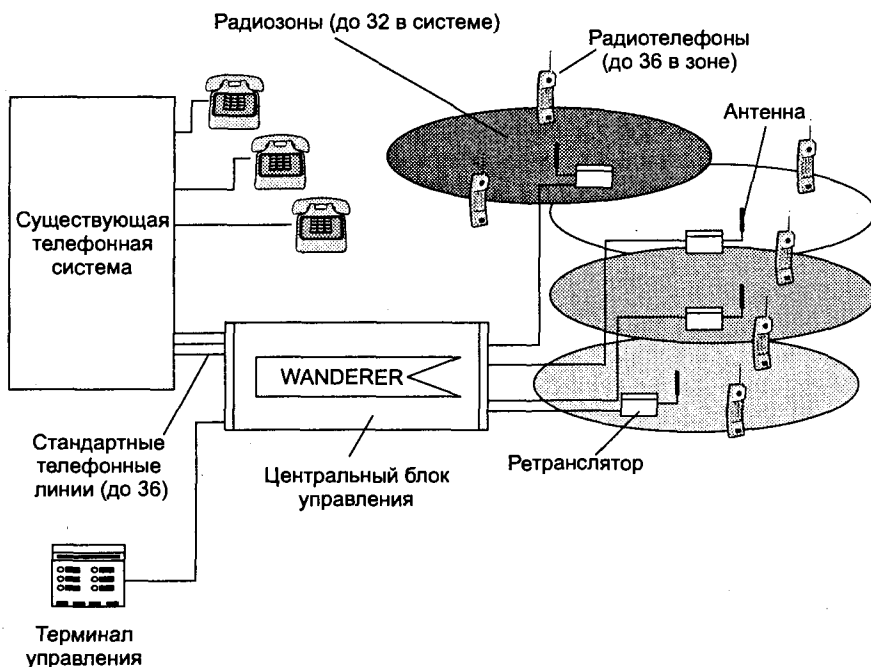 Радиозоны (до 32 в системе)
Радиотелефоны
(до 36 в зоне)
Антенна
Существующая
телефонная
система
WANDERER
Стандартные
телефонные
линии (до 36)
Центральный блок
управления
Ретранслятор
Терминал
управления